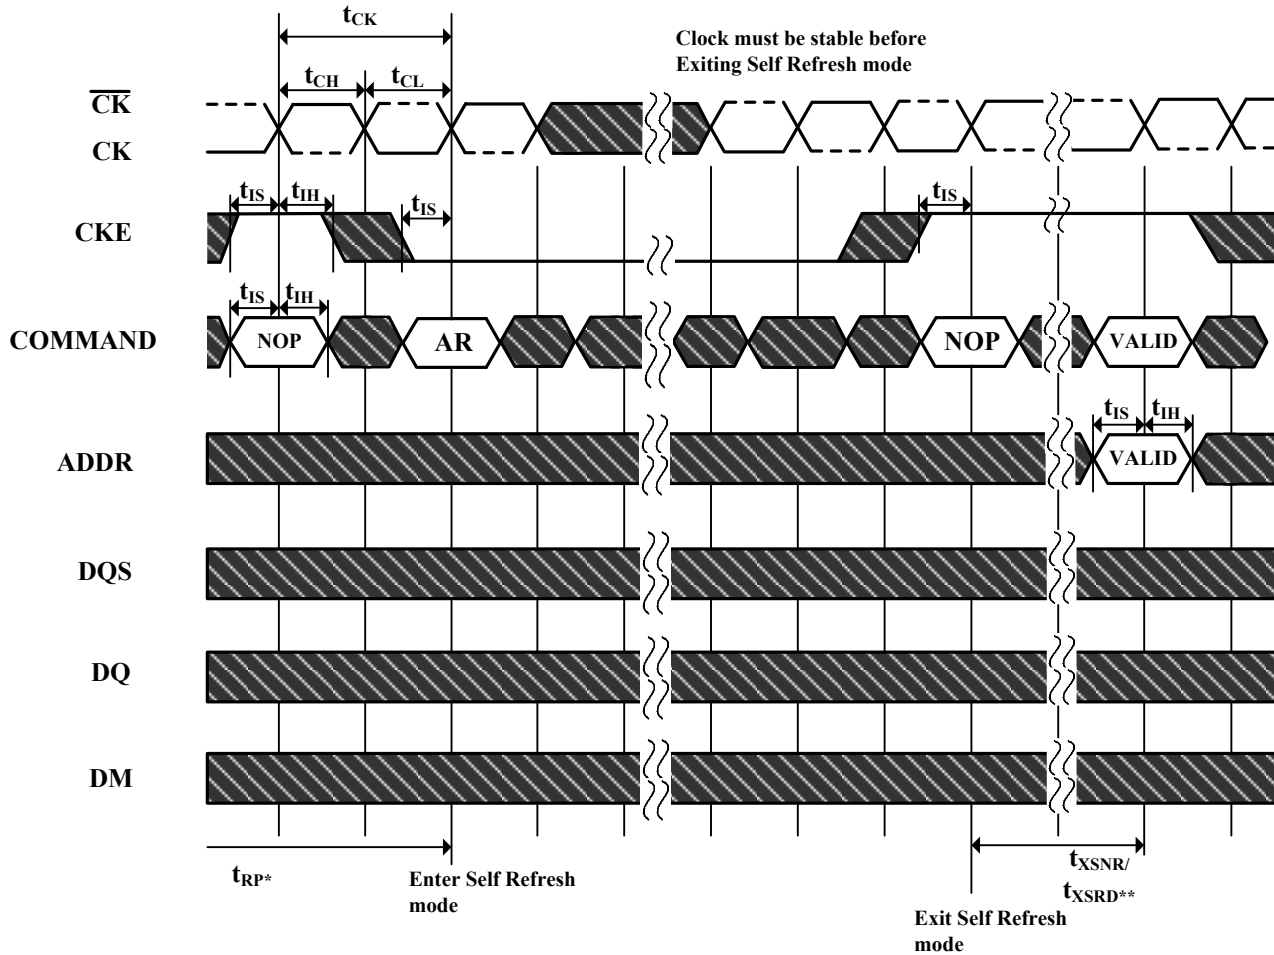 tCK
Clock must be stable before
Exiting Self Refresh mode
tCH
tCL
CK
CK
tIS
tIH
tIS
tIS
CKE
tIS
tIH
COMMAND
NOP
AR
NOP
VALID
tIS
tIH
ADDR
VALID
DQS
DQ
DM
tRP*
Enter Self Refresh
mode
tXSNR/
tXSRD**
Exit Self Refresh
mode